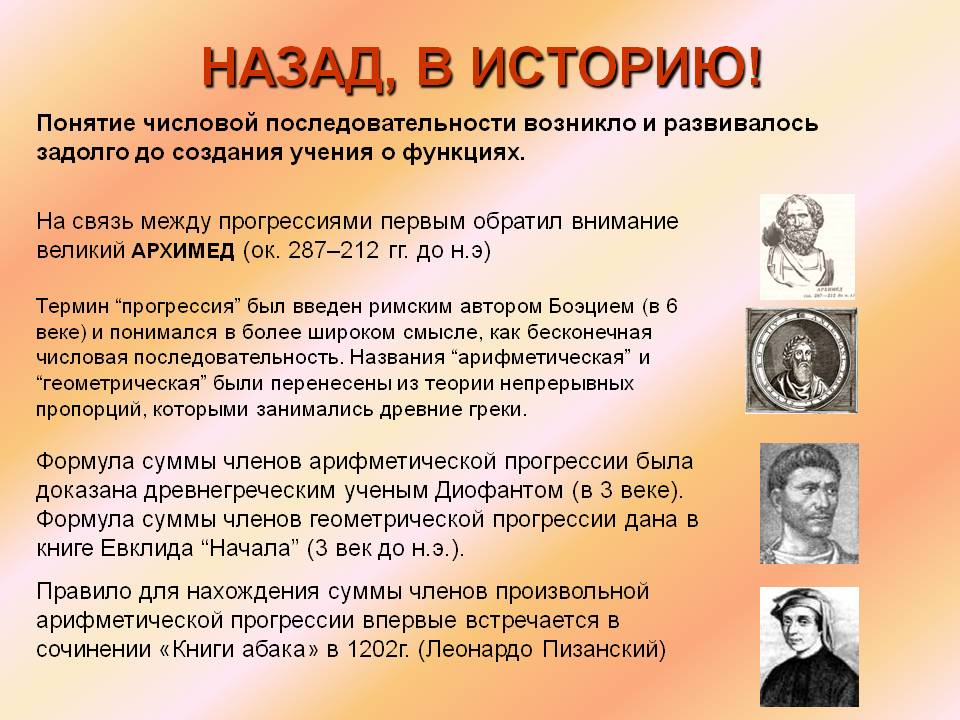 НАЗАД, В ИСТОРИЮ!
Понятие числовой последовательности возникло и развивалось
задолго до создания учения о функциях.
На связь между прогрессиями первым обратил внимание
великий АРХИМЕД (ок. 287–212 гг. до н.э)
АРХИМЕД
(ок. 287—212 до н. э.)
Термин “прогрессия” был введен римским автором Боэцием (в 6
веке) и понимался в более широком смысле, как бесконечная
числовая последовательность. Названия “арифметическая” и
“геометрическая” были перенесены из теории непрерывных
пропорций, которыми занимались древние греки.
Формула суммы членов арифметической прогрессии была
доказана древнегреческим ученым Диофантом (в 3 веке).
Формула суммы членов геометрической прогрессии дана в
книге Евклида “Начала” (3 век до н.э.).
Правило для нахождения суммы членов произвольной
арифметической прогрессии впервые встречается в
сочинении «Книги абака» в 1202г. (Леонардо Пизанский)